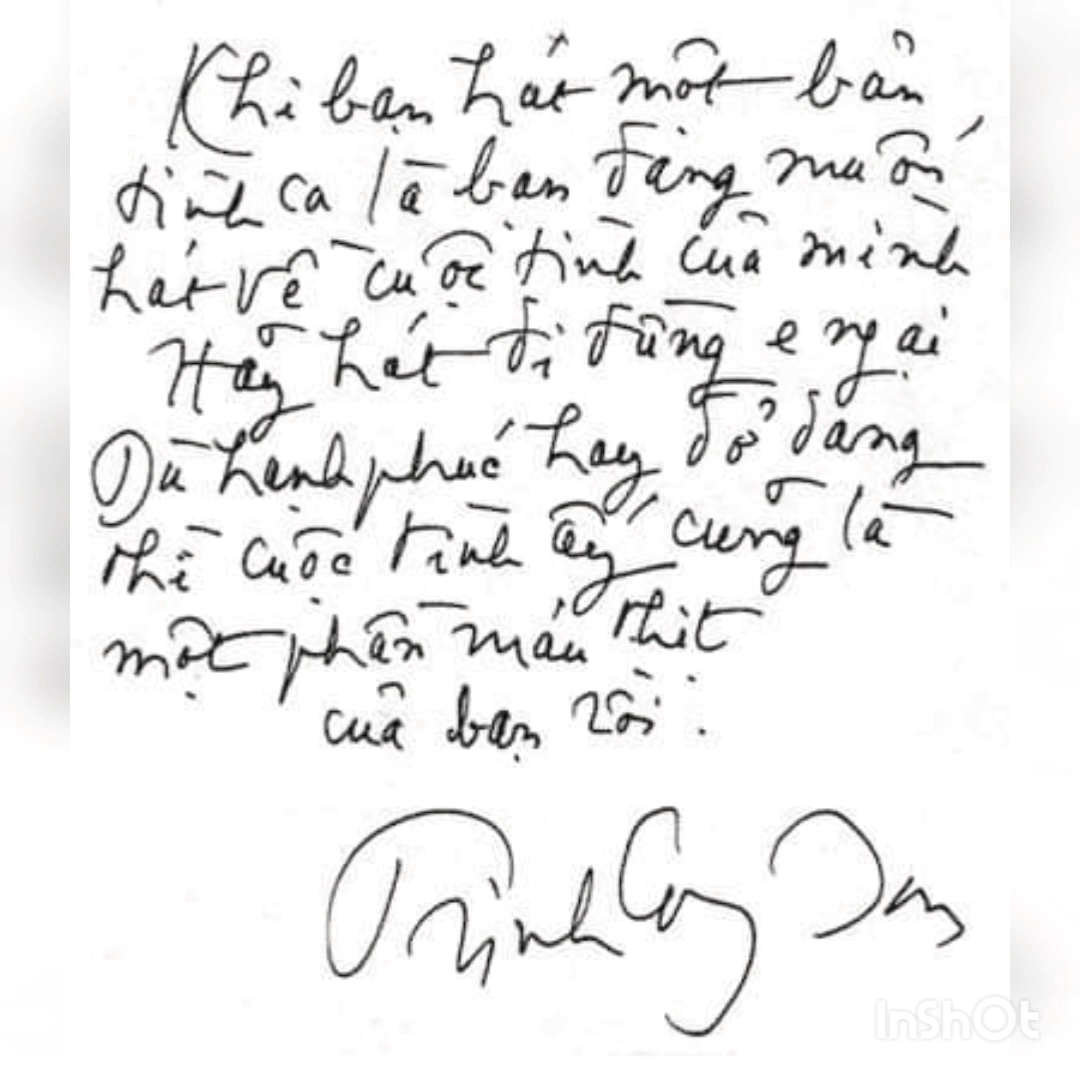 Khi bạn hát một bản
tình ca là bạn đang muốn
hát về cuộc tình của mình
Hãy hát đi đừng e ngại
Dù hạnh phúc hay dở dang
thì cuộc tình ấy cũng là
một phần máu thịt
của bạn rồi.
Trịnh Công Sơn
InShOt